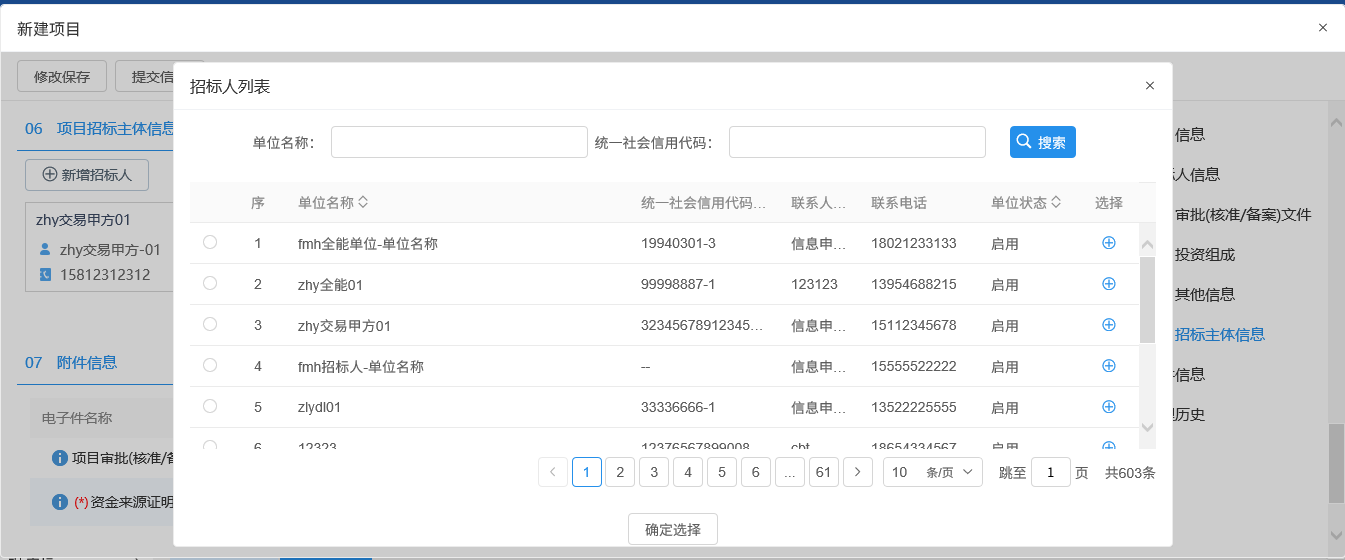 新建项目
修改保存
提交信
招标人列表
单位名称：
统一社会信用代码：
搜索
序 单位名称 统一社会信用代码... 联系人... 联系电话 单位状态 选择
1 fmh全能单位-单位名称 19940301-3 信息申... 18021233133 启用
2 zhy全能01 99998887-1 123123 13954688215 启用
3 zhy交易甲方01 32345678912345... 信息申... 15112345678 启用
4 fmh招标人-单位名称 -- 信息申... 15555522222 启用
5 zlydl01 33336666-1 信息申... 13522225555 启用
6 12323 12376567899008 cbt 18654334567 启用
1 2 3 4 5 6 ... 61 10 条/页 跳至 1 页 共603条
确定选择
06 项目招标主体信息
新增招标人
zhy交易甲方01
zhy交易甲方-01
15812312312
07 附件信息
电子件名称
项目审批(核准/
(*)资金来源证明
信息
人信息
审批(核准/备案)文件
投资组成
其他信息
招标主体信息
信息
历史